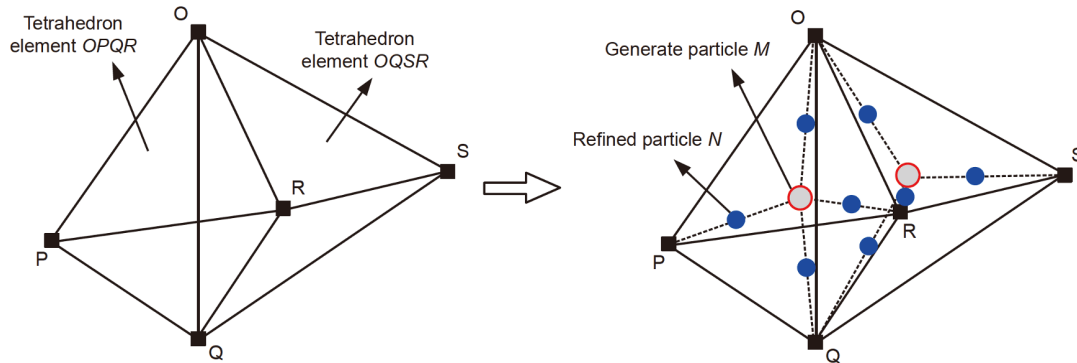 Tetrahedron
element OPQR
O
Tetrahedron
element OQSR
S
R
P
Q
Generate particle M
Refined particle N
O
S
R
P
Q